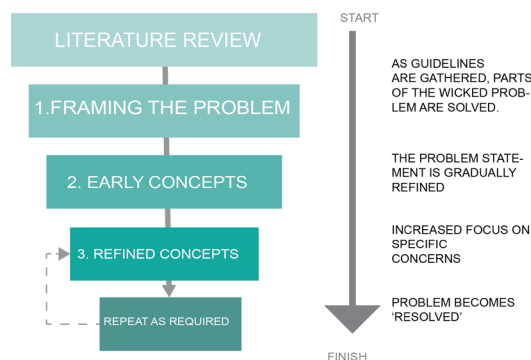 LITERATURE REVIEW
1.FRAMING THE PROBLEM
2. EARLY CONCEPTS
3. REFINED CONCEPTS
REPEAT AS REQUIRED
START
AS GUIDELINES
ARE GATHERED, PARTS
OF THE WICKED PROB-
LEM ARE SOLVED.
THE PROBLEM STATE-
MENT IS GRADUALLY
REFINED
INCREASED FOCUS ON
SPECIFIC
CONCERNS
PROBLEM BECOMES
‘RESOLVED’
FINISH